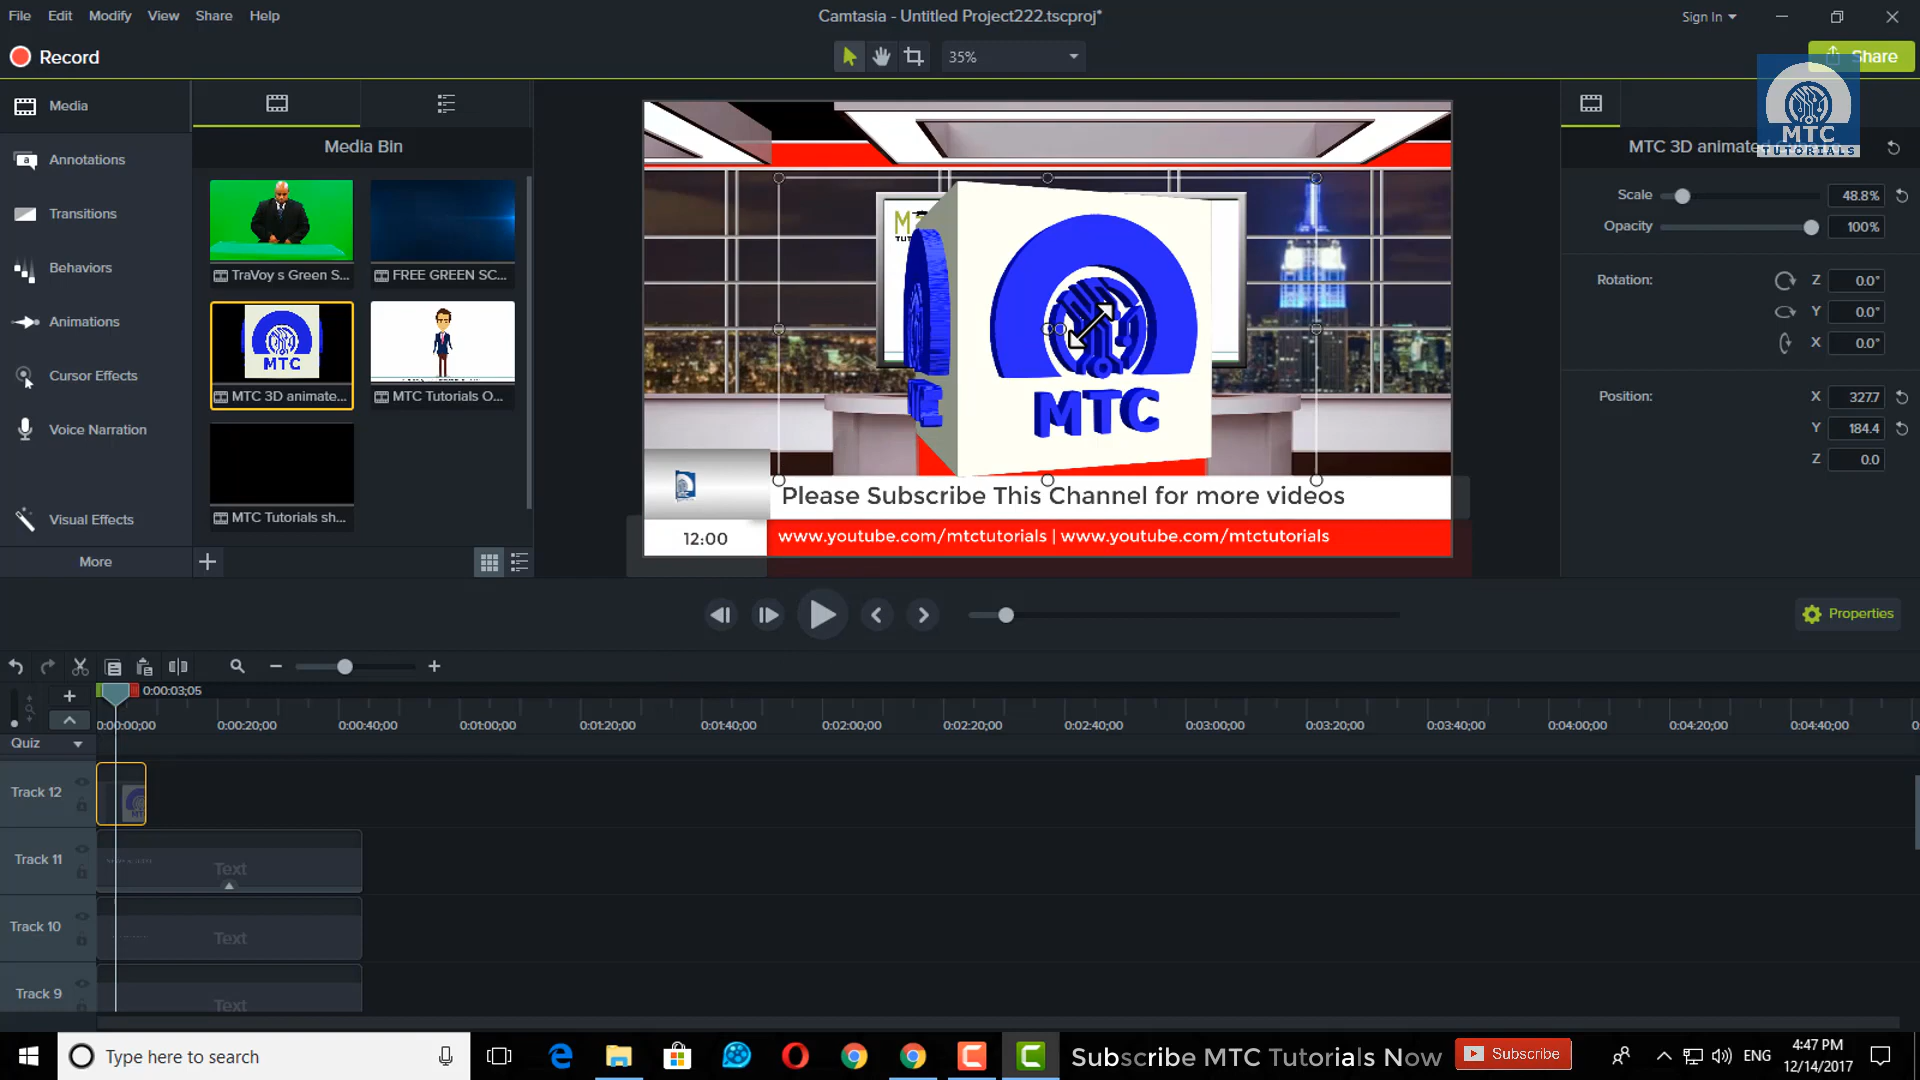 File Edit Modify View Share Help
Camtasia - Untitled Project222.tscproj*
Sign In
Record
35%
Share
Media
Annotations
Transitions
Behaviors
Animations
Cursor Effects
Voice Narration
Visual Effects
More
Media Bin
TraVoy s Green S...
FREE GREEN SC...
MTC
MTC 3D animate...
MTC Tutorials O...
MTC Tutorials sh...
MTC
Please Subscribe This Channel for more videos
12:00
www.youtube.com/mtctutorials | www.youtube.com/mtctutorials
MTC
TUTORIALS
MTC 3D animated
Scale 48.8%
Opacity 100%
Rotation: Z 0.0°
Y 0.0°
X 0.0°
Position: X 327.7
Y 184.4
Z 0.0
Properties
0:00:03;05
0:00:00;00 0:00:20;00 0:00:40;00 0:01:00;00 0:01:20;00 0:01:40;00 0:02:00;00 0:02:20;00 0:02:40;00 0:03:00;00 0:03:20;00 0:03:40;00 0:04:00;00 0:04:20;00 0:04:40;00
Quiz
Track 12
Track 11
Text
Track 10
Text
Track 9
Text
Type here to search
Subscribe MTC Tutorials Now
Subscribe
ENG
4:47 PM
12/14/2017